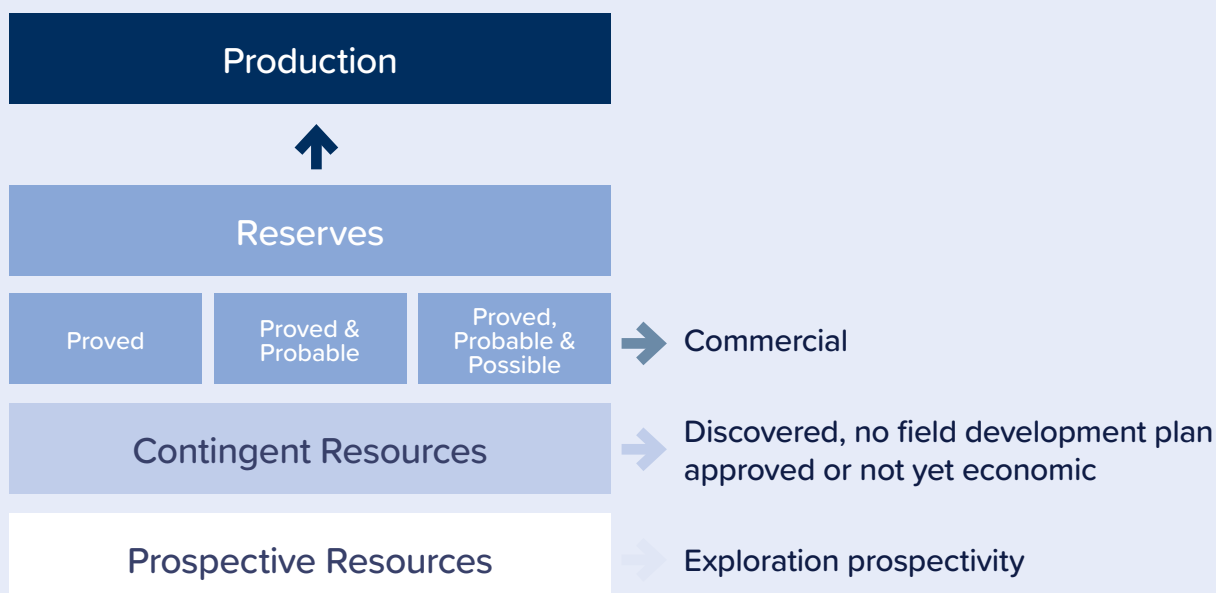 Production
Reserves
Proved
Proved &
Probable
Proved,
Probable &
Possible
Commercial
Contingent Resources
Discovered, no field development plan
approved or not yet economic
Prospective Resources
Exploration prospectivity